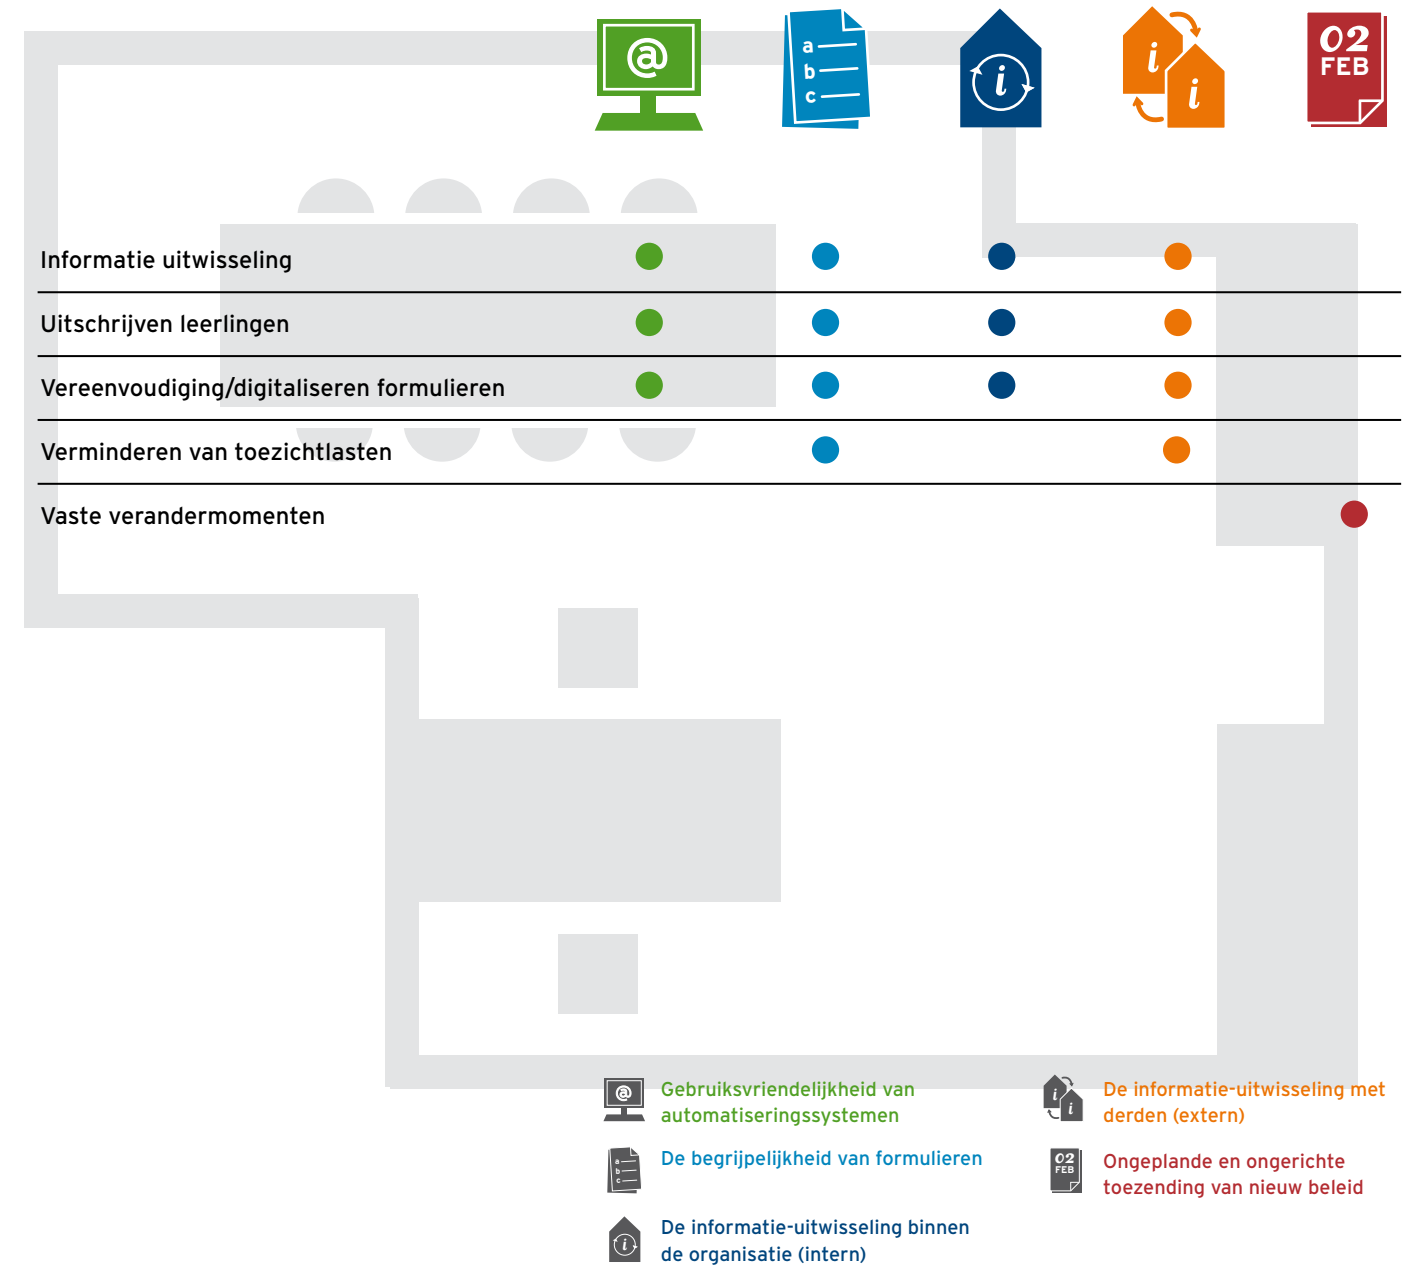 @
a
b
c
i
i
i
02
FEB
Informatie uitwisseling
Uitschrijven leerlingen
Vereenvoudiging/digitaliseren formulieren
Verminderen van toezichtlasten
Vaste verandermomenten
@
Gebruiksvriendelijkheid van
automatiseringssystemen
a
b
c
De begrijpelijkheid van formulieren
i
De informatie-uitwisseling binnen
de organisatie (intern)
i
i
De informatie-uitwisseling met
derden (extern)
02
FEB
Ongeplande en ongerichte
toezending van nieuw beleid